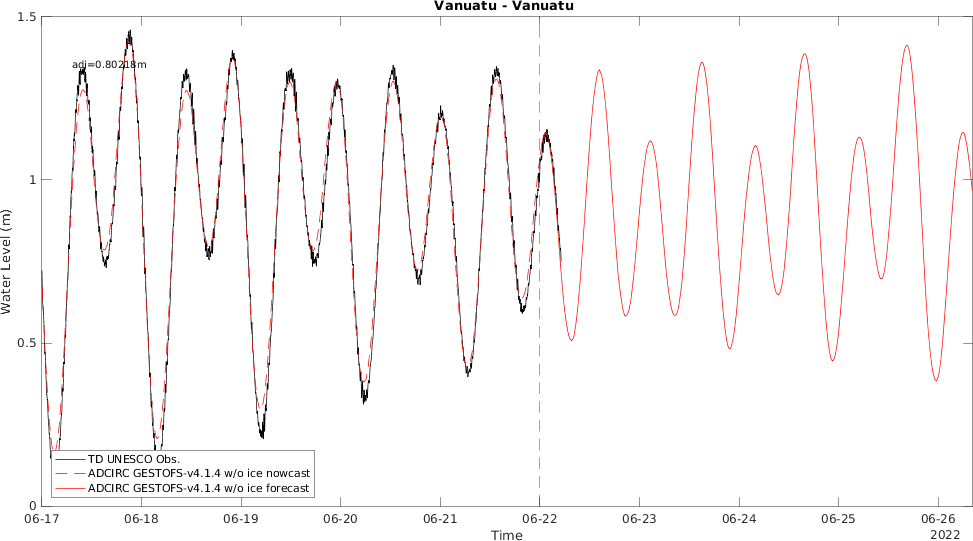 Vanuatu - Vanuatu
1.5
adj=0.80218m
1
Water Level (m)
0.5
TD UNESCO Obs.
ADCIRC GESTOFS-v4.1.4 w/o ice nowcast
ADCIRC GESTOFS-v4.1.4 w/o ice forecast
0
06-17 06-18 06-19 06-20 06-21 06-22 06-23 06-24 06-25 06-26
Time 2022